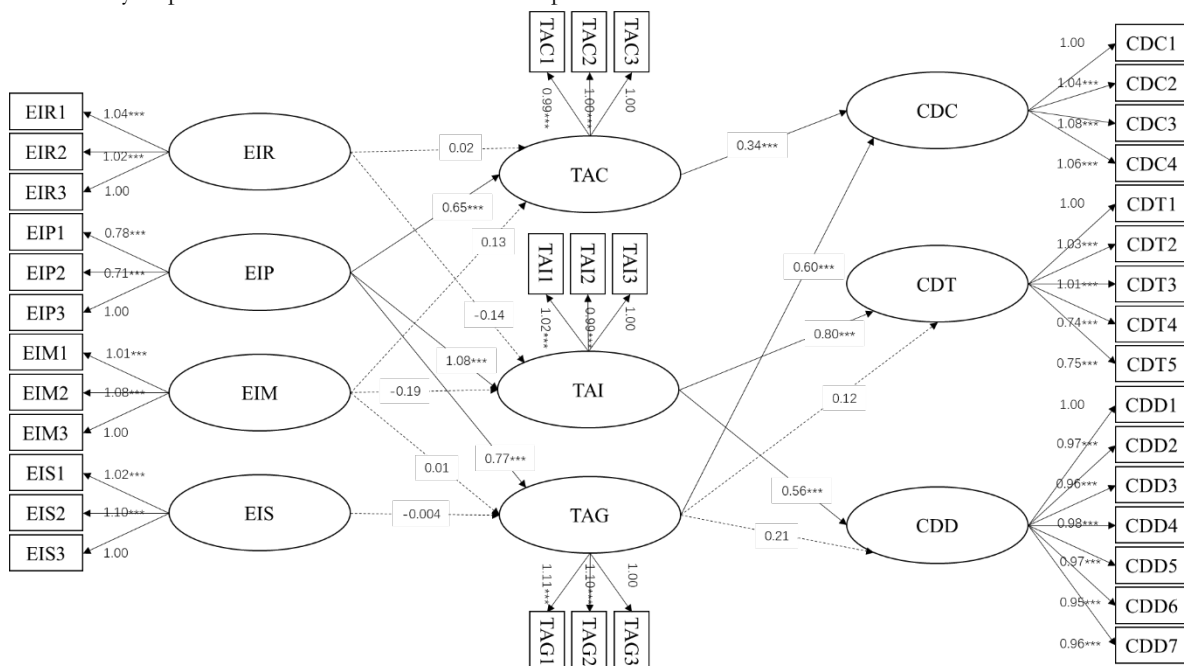 TAC1
TAC2
TAC3
0.99***
1.00***
1.00
EIR1
EIR2
EIR3
1.04***
1.02***
1.00
EIR
EIP1
EIP2
EIP3
0.78***
0.71***
1.00
EIP
EIM1
EIM2
EIM3
1.01***
1.08***
1.00
EIM
EIS1
EIS2
EIS3
1.02***
1.10***
1.00
EIS
0.02
0.65***
0.13
-0.14
1.08***
-0.19
0.77***
0.01
-0.004
TAC
TAI1
TAI2
TAI3
1.02***
0.99***
1.00
TAI
TAG
1.11***
1.10***
1.00
TAG1
TAG2
TAG3
0.34***
0.60***
0.80***
0.12
0.56***
0.21
CDC
1.00
1.04***
1.08***
1.06***
CDC1
CDC2
CDC3
CDC4
CDT
1.00
1.03***
1.01***
0.74***
0.75***
CDT1
CDT2
CDT3
CDT4
CDT5
CDD
1.00
0.97***
0.96***
0.98***
0.97***
0.95***
0.96***
CDD1
CDD2
CDD3
CDD4
CDD5
CDD6
CDD7